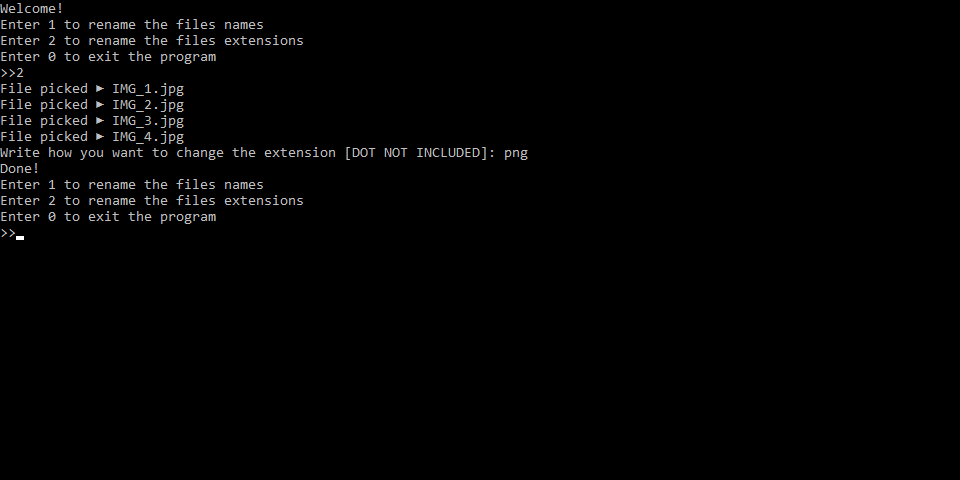 Welcome!
Enter 1 to rename the files names
Enter 2 to rename the files extensions
Enter 0 to exit the program
>>2
File picked ► IMG_1.jpg
File picked ► IMG_2.jpg
File picked ► IMG_3.jpg
File picked ► IMG_4.jpg
Write how you want to change the extension [DOT NOT INCLUDED]: png
Done!
Enter 1 to rename the files names
Enter 2 to rename the files extensions
Enter 0 to exit the program
>>